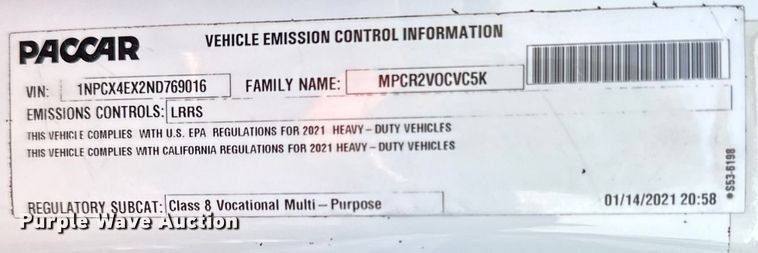 PACCAR
VEHICLE EMISSION CONTROL INFORMATION
VIN: 1NPCX4EX2ND769016 FAMILY NAME: MPCR2VOCVC5K
EMISSIONS CONTROLS: LRRS
THIS VEHICLE COMPLIES WITH U.S. EPA REGULATIONS FOR 2021 HEAVY-DUTY VEHICLES
THIS VEHICLE COMPLIES WITH CALIFORNIA REGULATIONS FOR 2021 HEAVY-DUTY VEHICLES
REGULATORY SUBCAT: Class 8 Vocational Multi-Purpose 01/14/2021 20:58
S53-6198
Purple Wave Auction